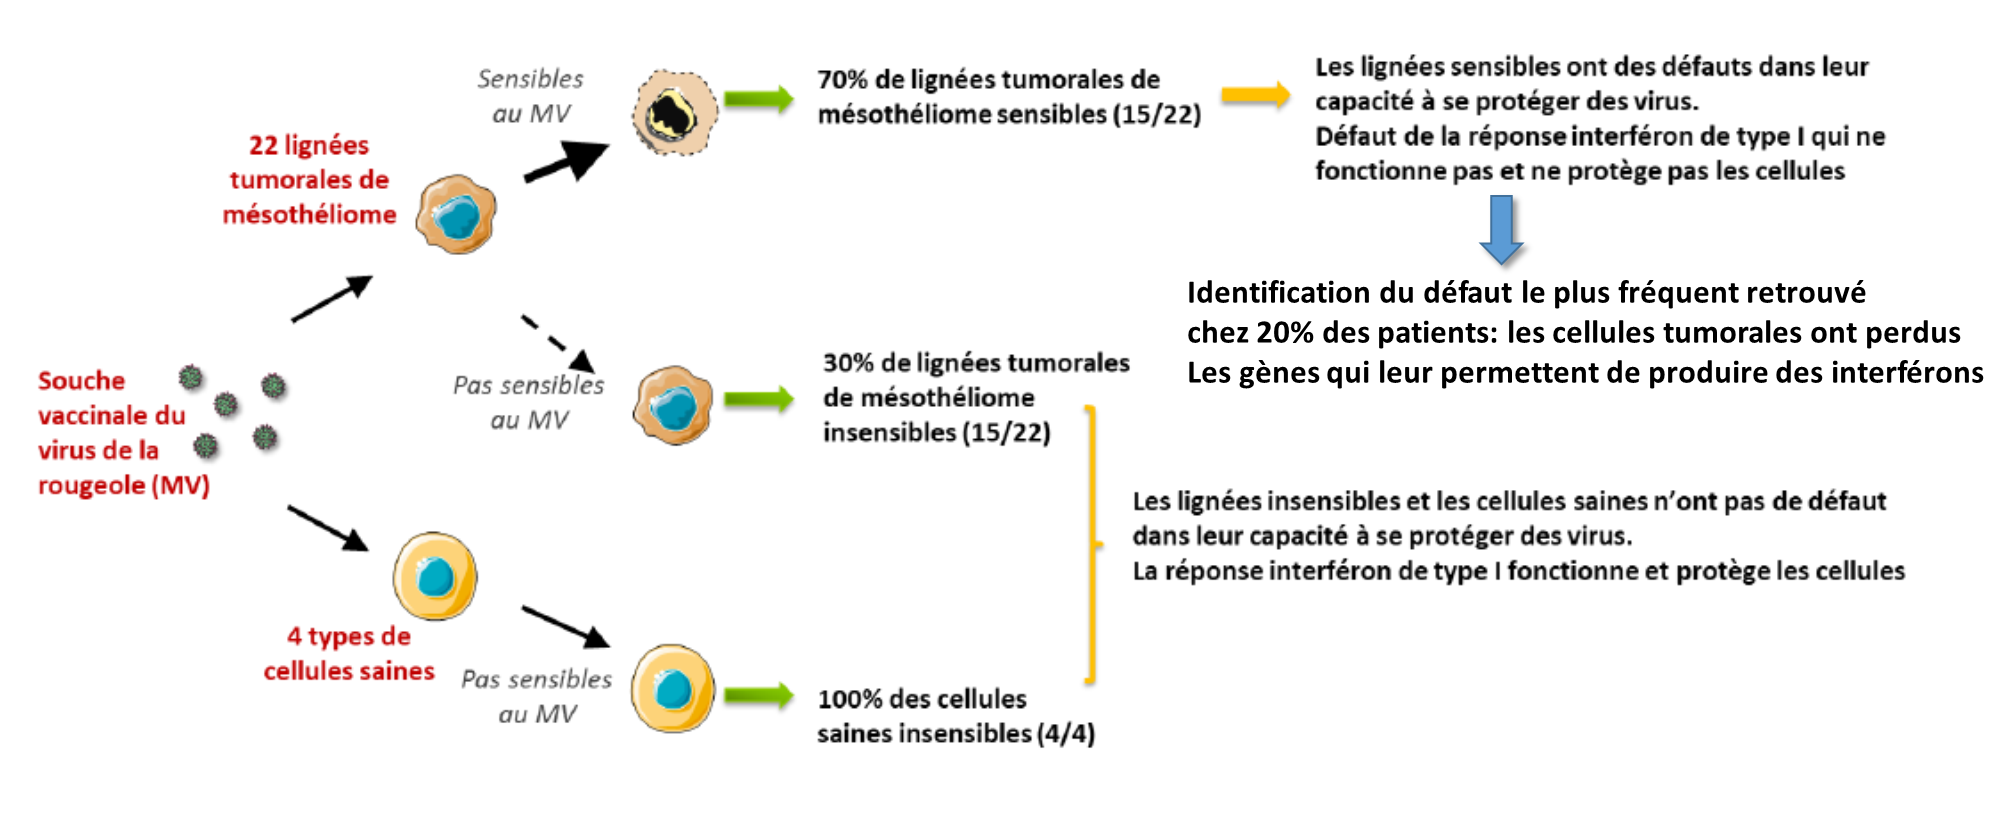 Souche
vaccinale du
virus de la
rougeole (MV)
22 lignées
tumorales de
mésothéliome
Sensibles
au MV
70% de lignées tumorales de
mésothéliome sensibles (15/22)
Les lignées sensibles ont des défauts dans leur
capacité à se protéger des virus.
Défaut de la réponse interféron de type I qui ne
fonctionne pas et ne protège pas les cellules
Identification du défaut le plus fréquent retrouvé
chez 20% des patients: les cellules tumorales ont perdus
Les gènes qui leur permettent de produire des interférons
Pas sensibles
au MV
30% de lignées tumorales
de mésothéliome
insensibles (15/22)
Les lignées insensibles et les cellules saines n'ont pas de défaut
dans leur capacité à se protéger des virus.
La réponse interféron de type I fonctionne et protège les cellules
4 types de
cellules saines
Pas sensibles
au MV
100% des cellules
saines insensibles (4/4)